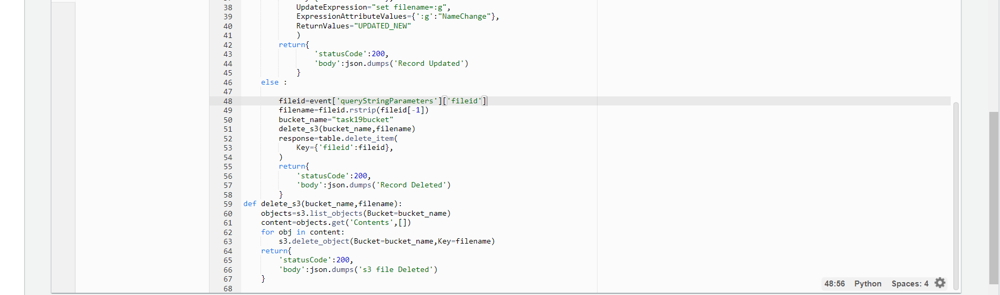 38 UpdateExpression="set filename=:g",
39 ExpressionAttributeValues={':g':"NameChange"},
40 ReturnValues="UPDATED_NEW"
41 )
42 return{
43 'statusCode':200,
44 'body':json.dumps('Record Updated')
45 }
46 else :
47
48 fileid=event['queryStringParameters']['fileid']
49 filename=fileid.rstrip(fileid[-1])
50 bucket_name="task19bucket"
51 delete_s3(bucket_name,filename)
52 response=table.delete_item(
53 Key={'fileid':fileid},
54 )
55 return{
56 'statusCode':200,
57 'body':json.dumps('Record Deleted')
58 }
59 def delete_s3(bucket_name,filename):
60 objects=s3.list_objects(Bucket=bucket_name)
61 content=objects.get('Contents',[])
62 for obj in content:
63 s3.delete_object(Bucket=bucket_name,Key=filename)
64 return{
65 'statusCode':200,
66 'body':json.dumps('s3 file Deleted')
67 }
68
48:56 Python Spaces: 4